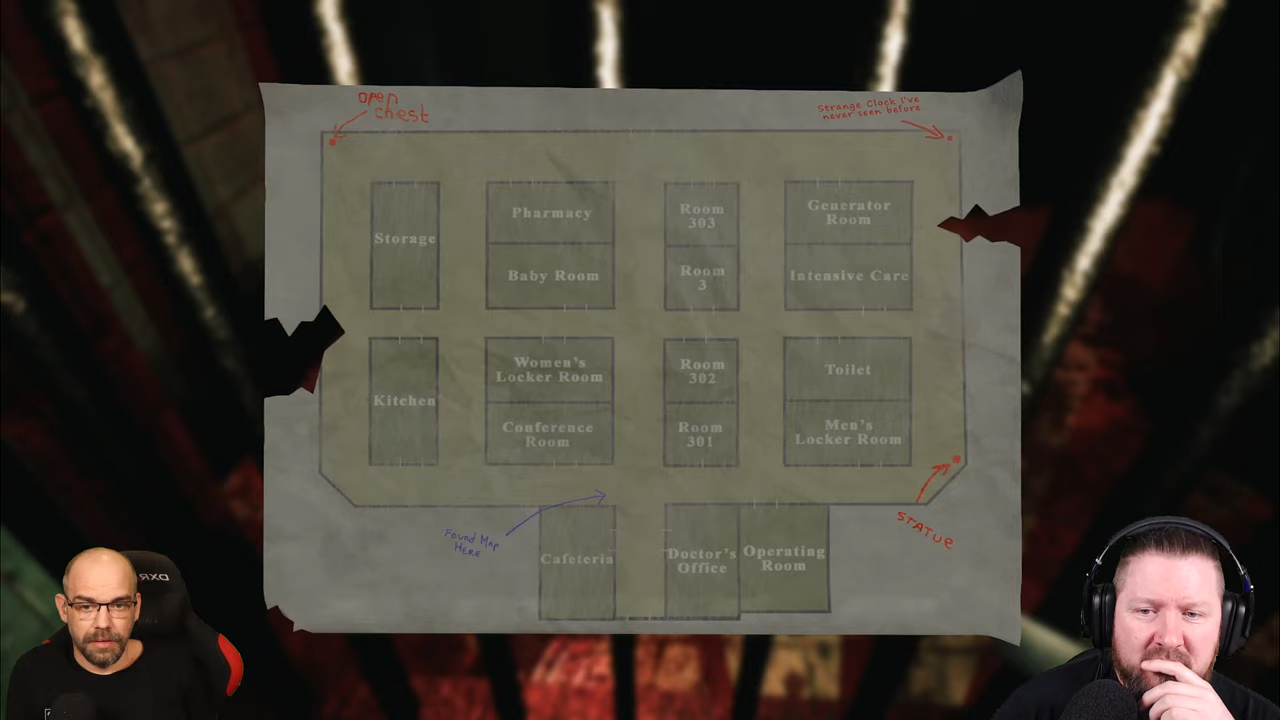 open
chest
Strange Clock I've
never seen before
Pharmacy
Room
303
Generator
Room
Storage
Baby Room
Room
3
Intensive Care
Women's
Locker Room
Room
302
Toilet
Kitchen
Conference
Room
Room
301
Men's
Locker Room
Found Map
Here
STATUE
Cafeteria
Doctor's
Office
Operating
Room
DXR